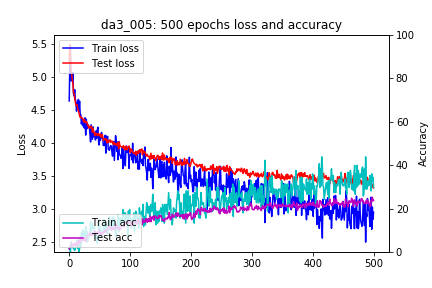 da3_005: 500 epochs loss and accuracy
Train loss
Test loss
Train acc
Test acc
Loss
5.5
5.0
4.5
4.0
3.5
3.0
2.5
Accuracy
100
80
60
40
20
0
0 100 200 300 400 500